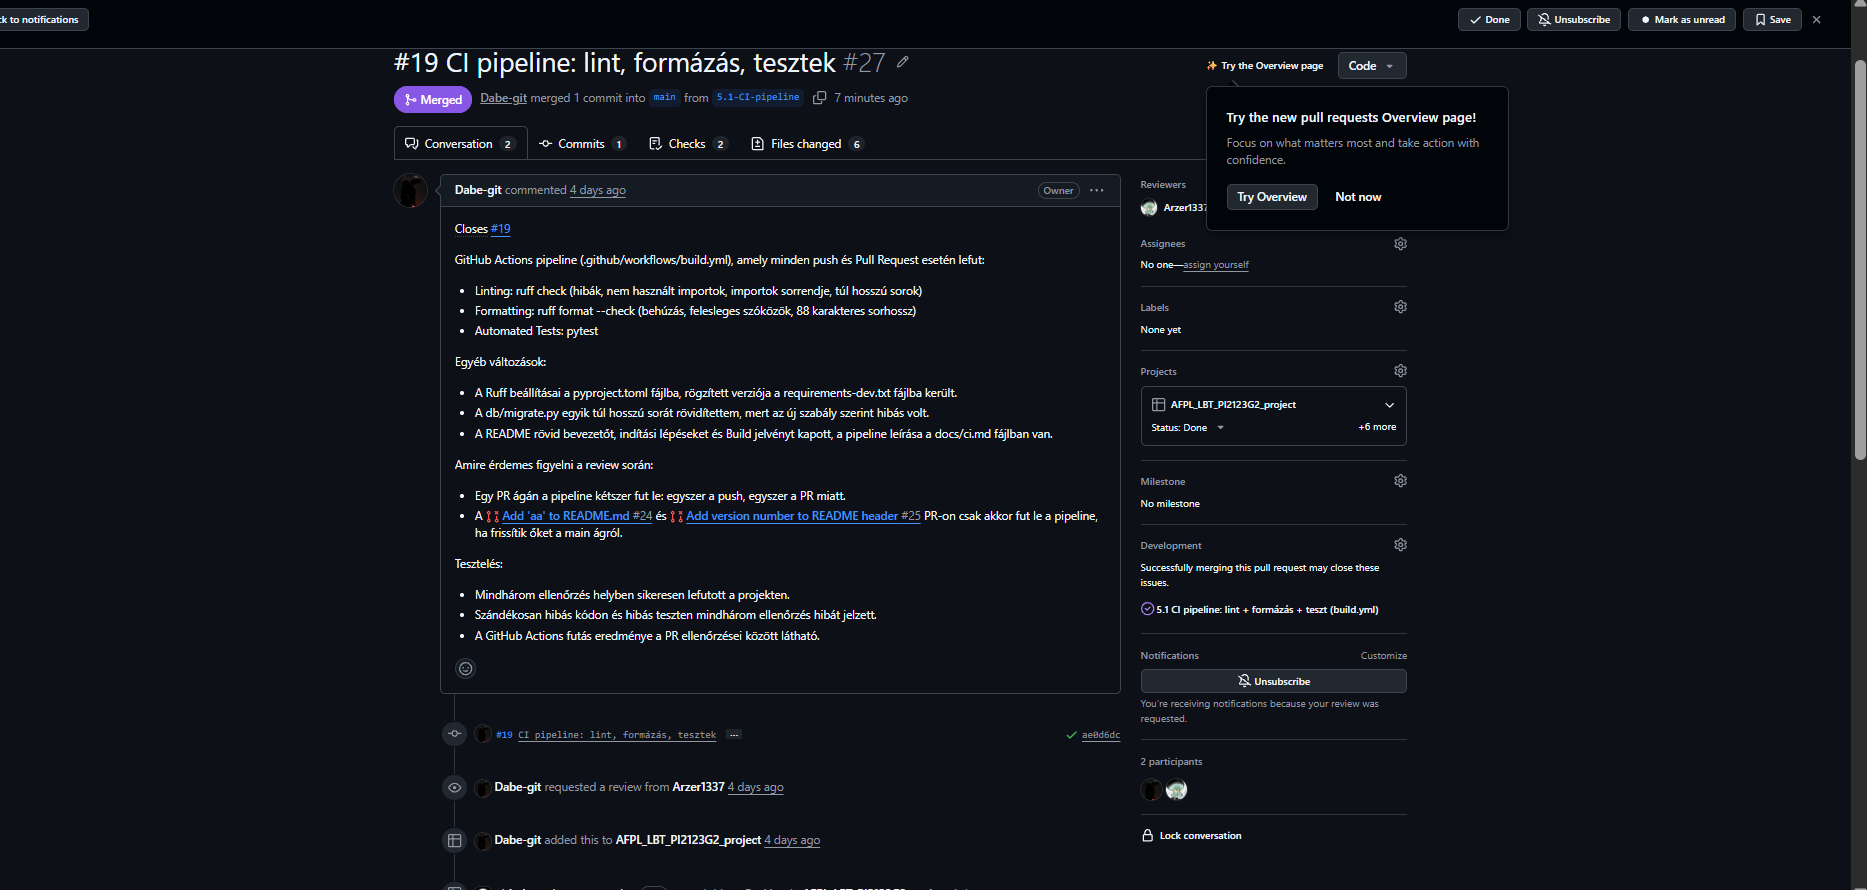 to notifications
Done
Unsubscribe
Mark as unread
Save
#19 CI pipeline: lint, formázás, tesztek #27
Try the Overview page
Code
Merged
Dabe-git merged 1 commit into main from 5.1-CI-pipeline 7 minutes ago
Try the new pull requests Overview page!
Focus on what matters most and take action with
confidence.
Try Overview
Not now
Conversation 2
Commits 1
Checks 2
Files changed 6
Dabe-git commented 4 days ago
Owner
Closes #19
GitHub Actions pipeline (.github/workflows/build.yml), amely minden push és Pull Request esetén lefut:
• Linting: ruff check (hibák, nem használt importok, importok sorrendje, túl hosszú sorok)
• Formatting: ruff format --check (behúzás, felesleges szóközök, 88 karakteres sorhossz)
• Automated Tests: pytest
Egyéb változások:
• A Ruff beállításai a pyproject.toml fájlba, rögzített verziója a requirements-dev.txt fájlba került.
• A db/migrate.py egyik túl hosszú sorát rövidítettem, mert az új szabály szerint hibás volt.
• A README rövid bevezetőt, indítási lépéseket és Build jelvényt kapott, a pipeline leírása a docs/ci.md fájlban van.
Amire érdemes figyelni a review során:
• Egy PR ágán a pipeline kétszer fut le: egyszer a push, egyszer a PR miatt.
• A Add 'aa' to README.md #24 és Add version number to README header #25 PR-on csak akkor fut le a pipeline,
ha frissítik őket a main ágról.
Tesztelés:
• Mindhárom ellenőrzés helyben sikeresen lefutott a projekten.
• Szándékosan hibás kódon és hibás teszten mindhárom ellenőrzés hibát jelzett.
• A GitHub Actions futás eredménye a PR ellenőrzései között látható.
#19 CI pipeline: lint, formázás, tesztek
ae0d6dc
Dabe-git requested a review from Arzer1337 4 days ago
Dabe-git added this to AFPL_LBT_PI2123G2_project 4 days ago
Reviewers
Arzer1337
Assignees
No one—assign yourself
Labels
None yet
Projects
AFPL_LBT_PI2123G2_project
Status: Done
+6 more
Milestone
No milestone
Development
Successfully merging this pull request may close these
issues.
5.1 CI pipeline: lint + formázás + teszt (build.yml)
Notifications
Customize
Unsubscribe
You're receiving notifications because your review was
requested.
2 participants
Lock conversation